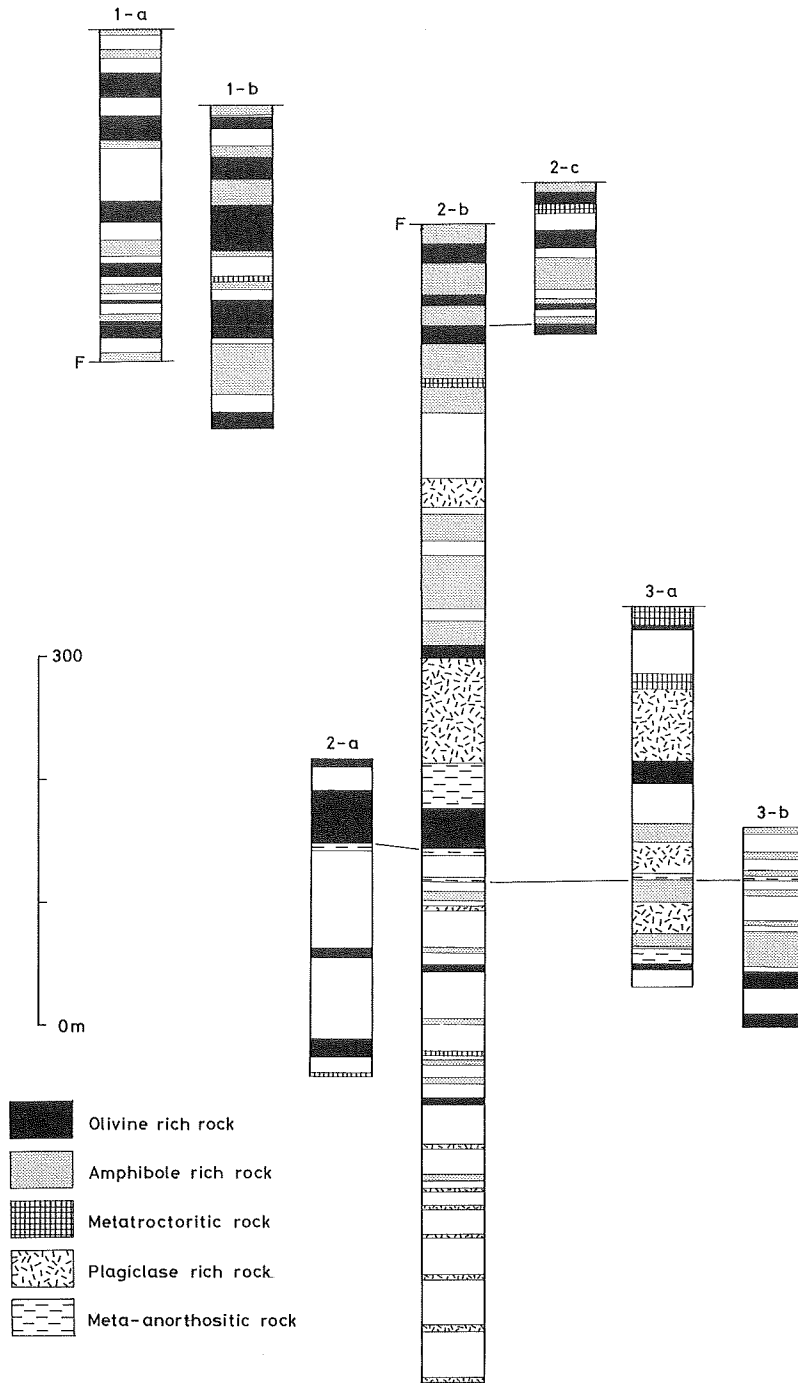 1-a
1-b
2-c
2-b
F
F
3-a
300
2-a
3-b
0m
Olivine rich rock
Amphibole rich rock
Metatroctoritic rock
Plagiclase rich rock
Meta-anorthositic rock